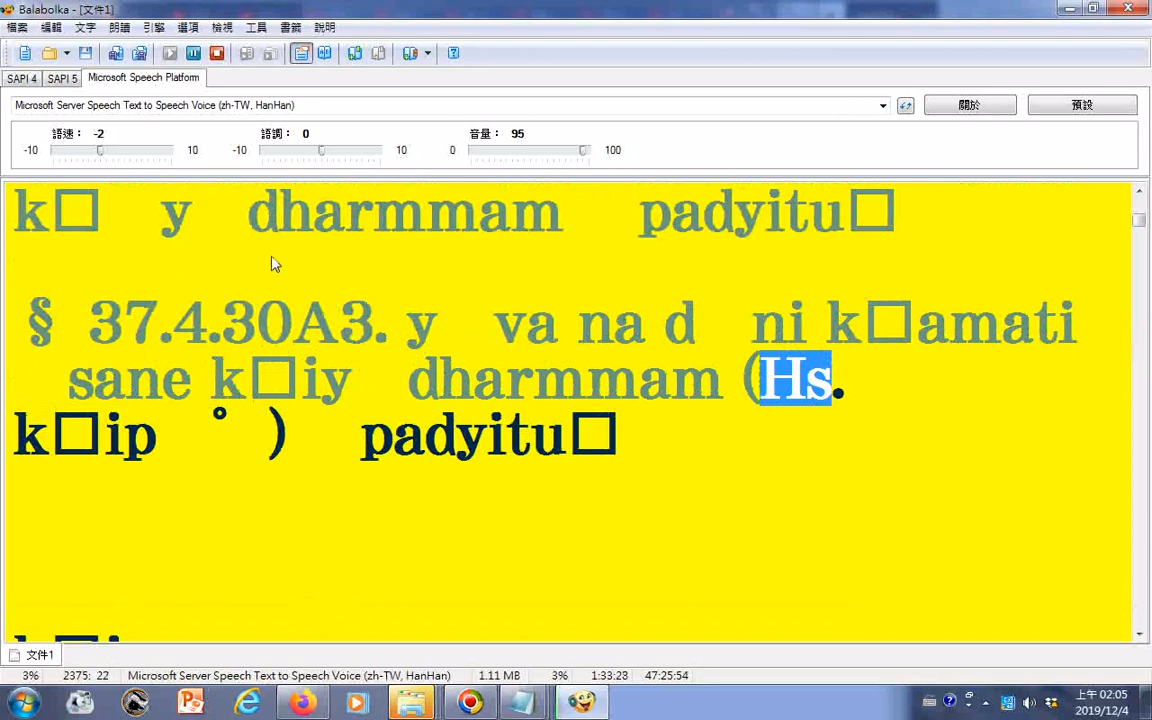 Balabolka - [文件1]
檔案 編輯 文字 朗讀 引擎 選項 檢視 工具 書籤 說明
SAPI 4 SAPI 5 Microsoft Speech Platform
Microsoft Server Speech Text to Speech Voice (zh-TW, HanHan) 關於 預設
語速： -2 語調： 0 音量： 95
-10 10 -10 10 0 100
k□ y dharmmam padyitu□
§ 37.4.30A3. y va na d ni k□amati
sane k□iy dharmmam (Hs.
k□ip ° ) padyitu□
文件1
3% 2375: 22 Microsoft Server Speech Text to Speech Voice (zh-TW, HanHan) 1.11 MB 3% 1:33:28 47:25:54
上午 02:05
2019/12/4